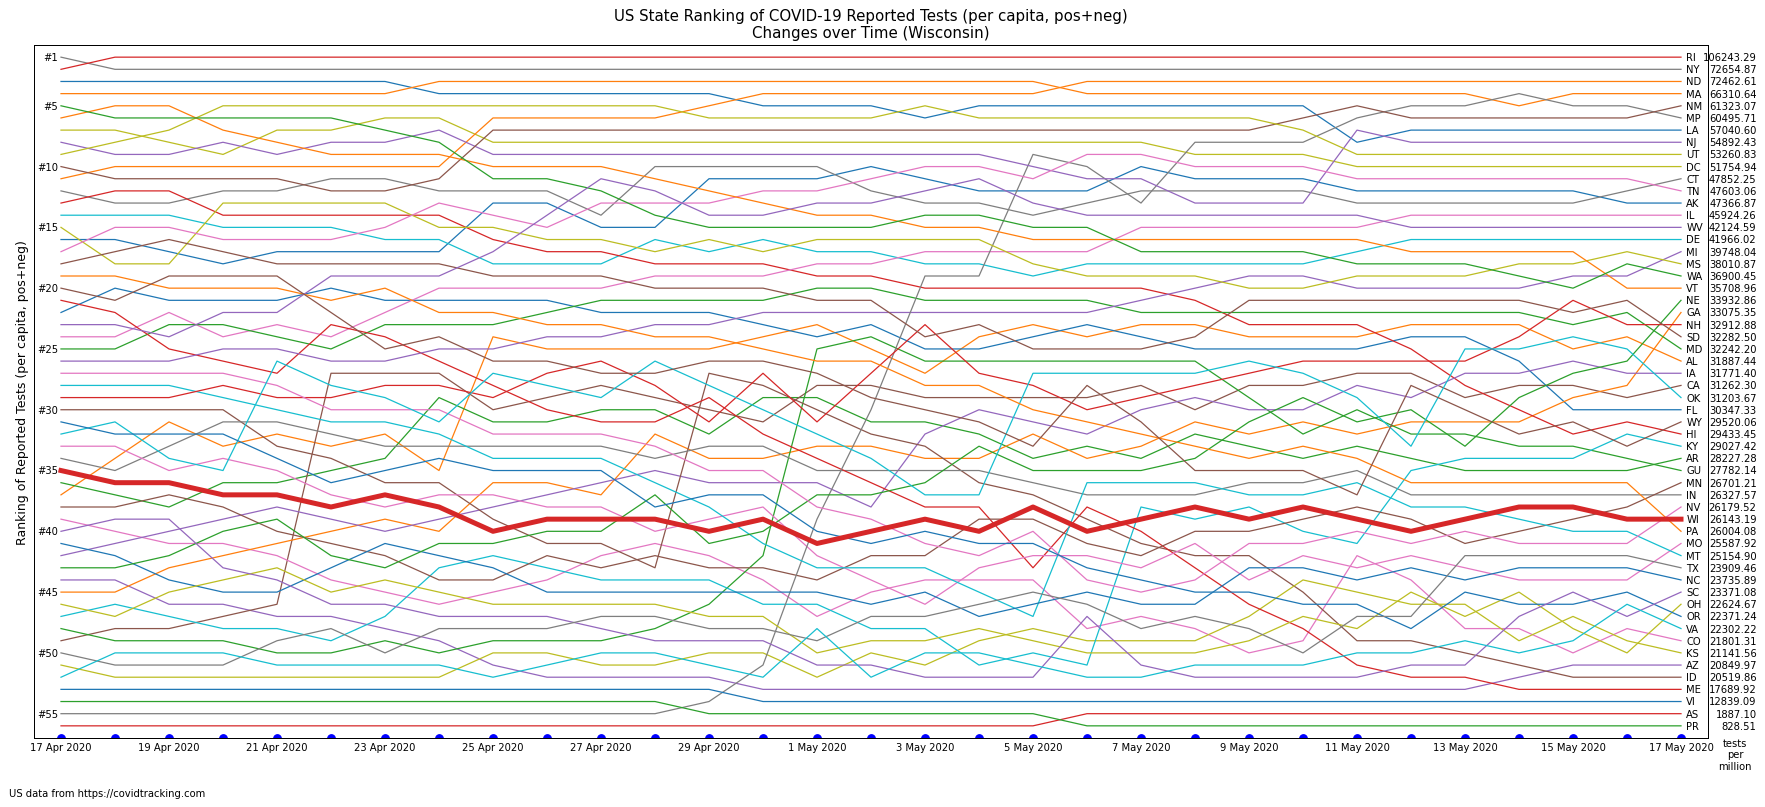 US State Ranking of COVID-19 Reported Tests (per capita, pos+neg)
Changes over Time (Wisconsin)
Ranking of Reported Tests (per capita, pos+neg)
#1
#5
#10
#15
#20
#25
#30
#35
#40
#45
#50
#55
RI 106243.29
NY 72654.87
ND 72462.61
MA 66310.64
NM 61323.07
MP 60495.71
LA 57040.60
NJ 54892.43
UT 53260.83
DC 51754.94
CT 47852.25
TN 47603.06
AK 47366.87
IL 45924.26
WV 42124.59
DE 41966.02
MI 39748.04
MS 38010.87
WA 36900.45
VT 35708.96
NE 33932.86
GA 33075.35
NH 32912.88
SD 32282.50
MD 32242.20
AL 31887.44
IA 31771.40
CA 31262.30
OK 31203.67
FL 30347.33
WY 29520.06
HI 29433.45
KY 29027.42
AR 28227.28
GU 27782.14
MN 26701.21
IN 26327.57
NV 26179.52
WI 26143.19
PA 26004.08
MO 25587.92
MT 25154.90
TX 23909.46
NC 23735.89
SC 23371.08
OH 22624.67
OR 22371.24
VA 22302.22
CO 21801.31
KS 21141.56
AZ 20849.97
ID 20519.86
ME 17689.92
VI 12839.09
AS 1887.10
PR 828.51
17 Apr 2020 19 Apr 2020 21 Apr 2020 23 Apr 2020 25 Apr 2020 27 Apr 2020 29 Apr 2020 1 May 2020 3 May 2020 5 May 2020 7 May 2020 9 May 2020 11 May 2020 13 May 2020 15 May 2020 17 May 2020
tests
per
million
US data from https://covidtracking.com